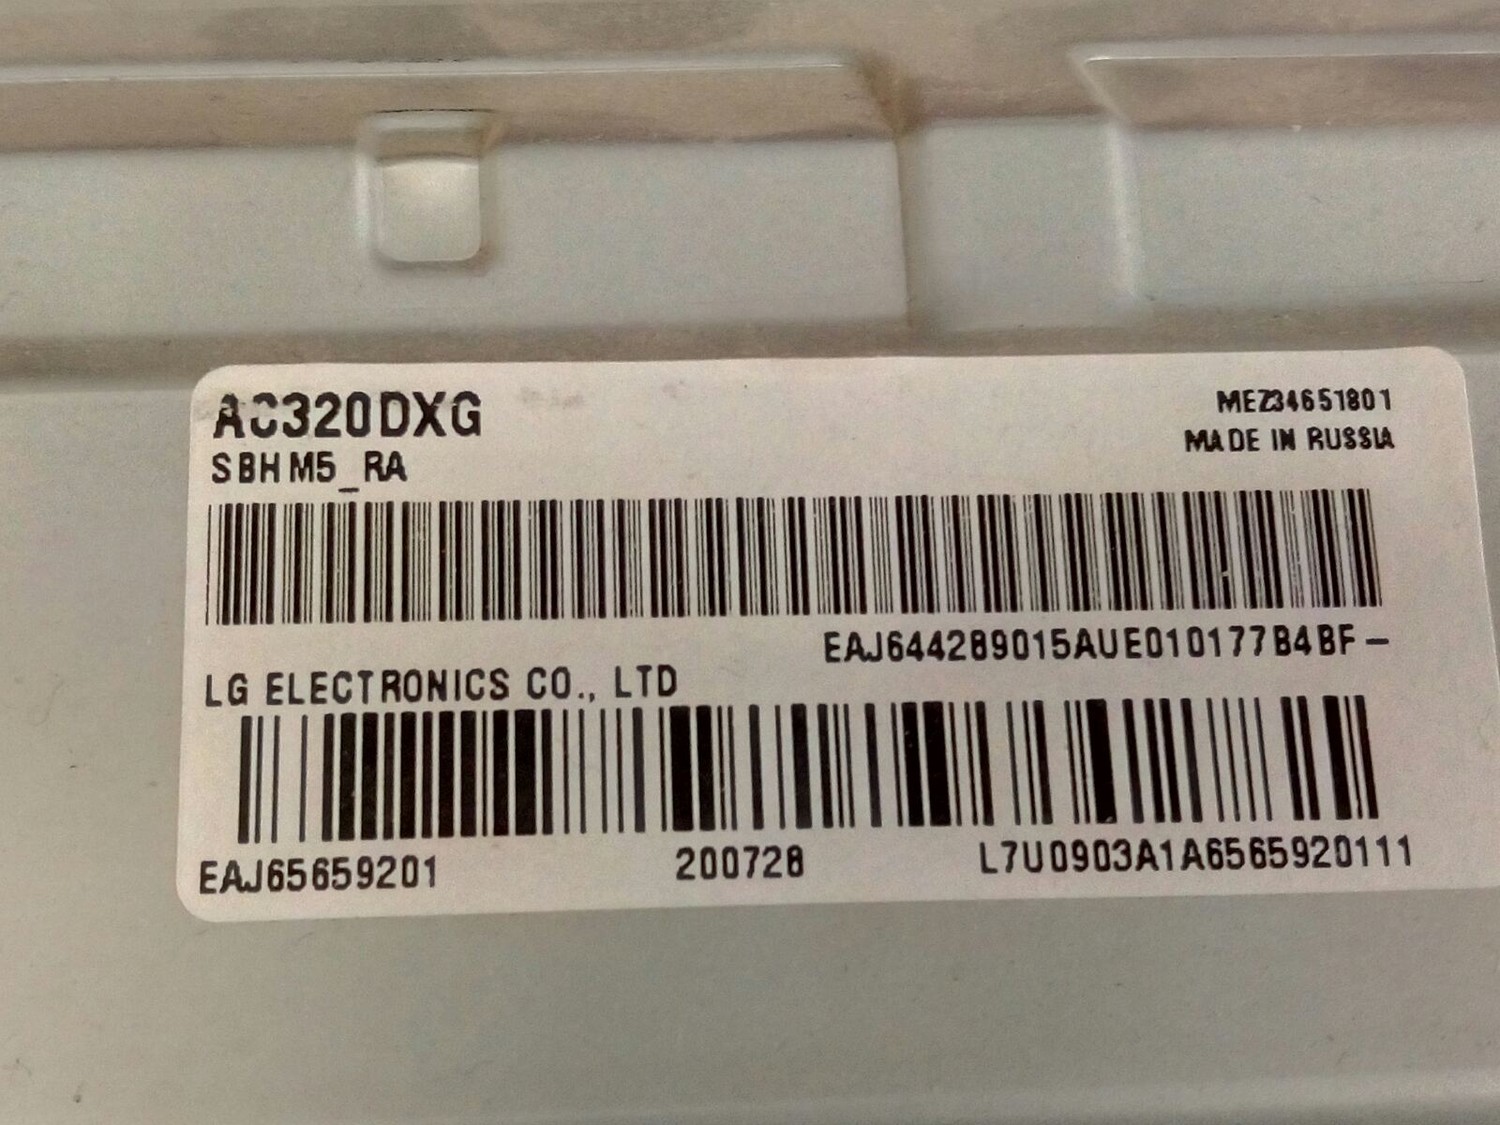 AC320DXG
MEZ34651801
SBHM5_RA
MADE IN RUSSIA
EAJ644289015AUE010177B4BF-
LG ELECTRONICS CO., LTD
EAJ65659201 200728 L7U0903A1A6565920111